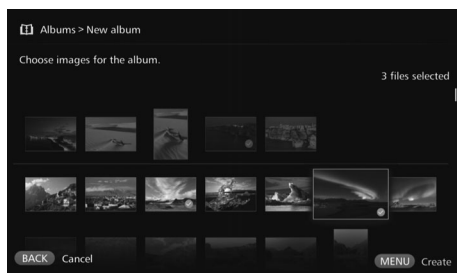 Albums > New album
Choose images for the album.
3 files selected
BACK Cancel
MENU Create